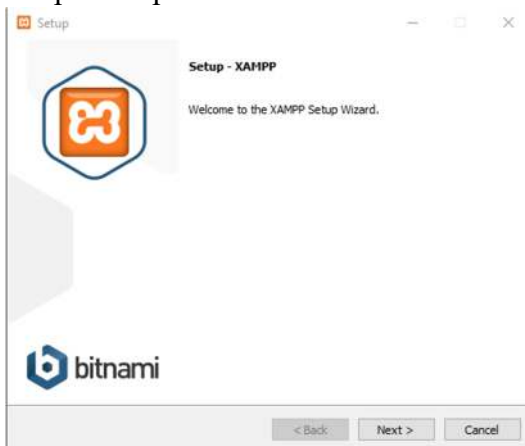 Setup
Setup - XAMPP
Welcome to the XAMPP Setup Wizard.
bitnami
< Back
Next >
Cancel